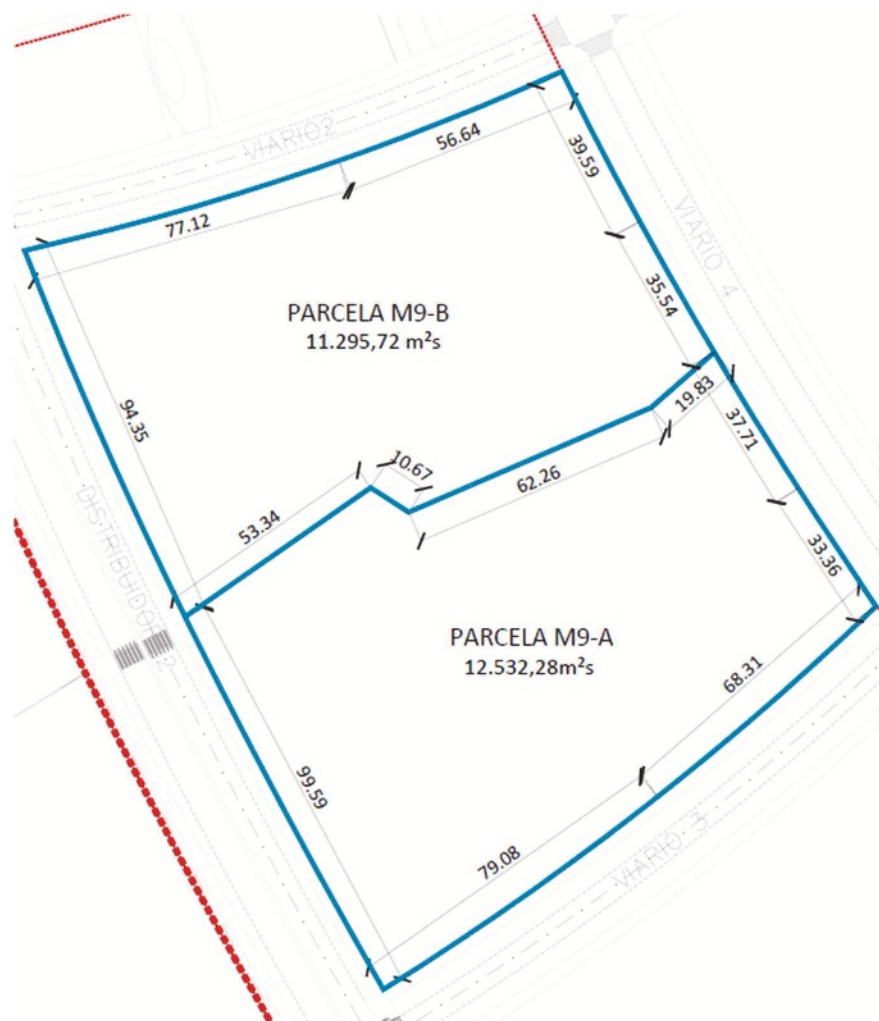 VIARIO2
56.64
39.59
77.12
VIARIO 4
35.54
PARCELA M9-B
11.295,72 m²s
94.35
19.83
37.71
10.67
62.26
53.34
33.36
DISTRIBUIDOR 2
PARCELA M9-A
12.532,28m²s
68.31
99.59
79.08
VIARIO 3